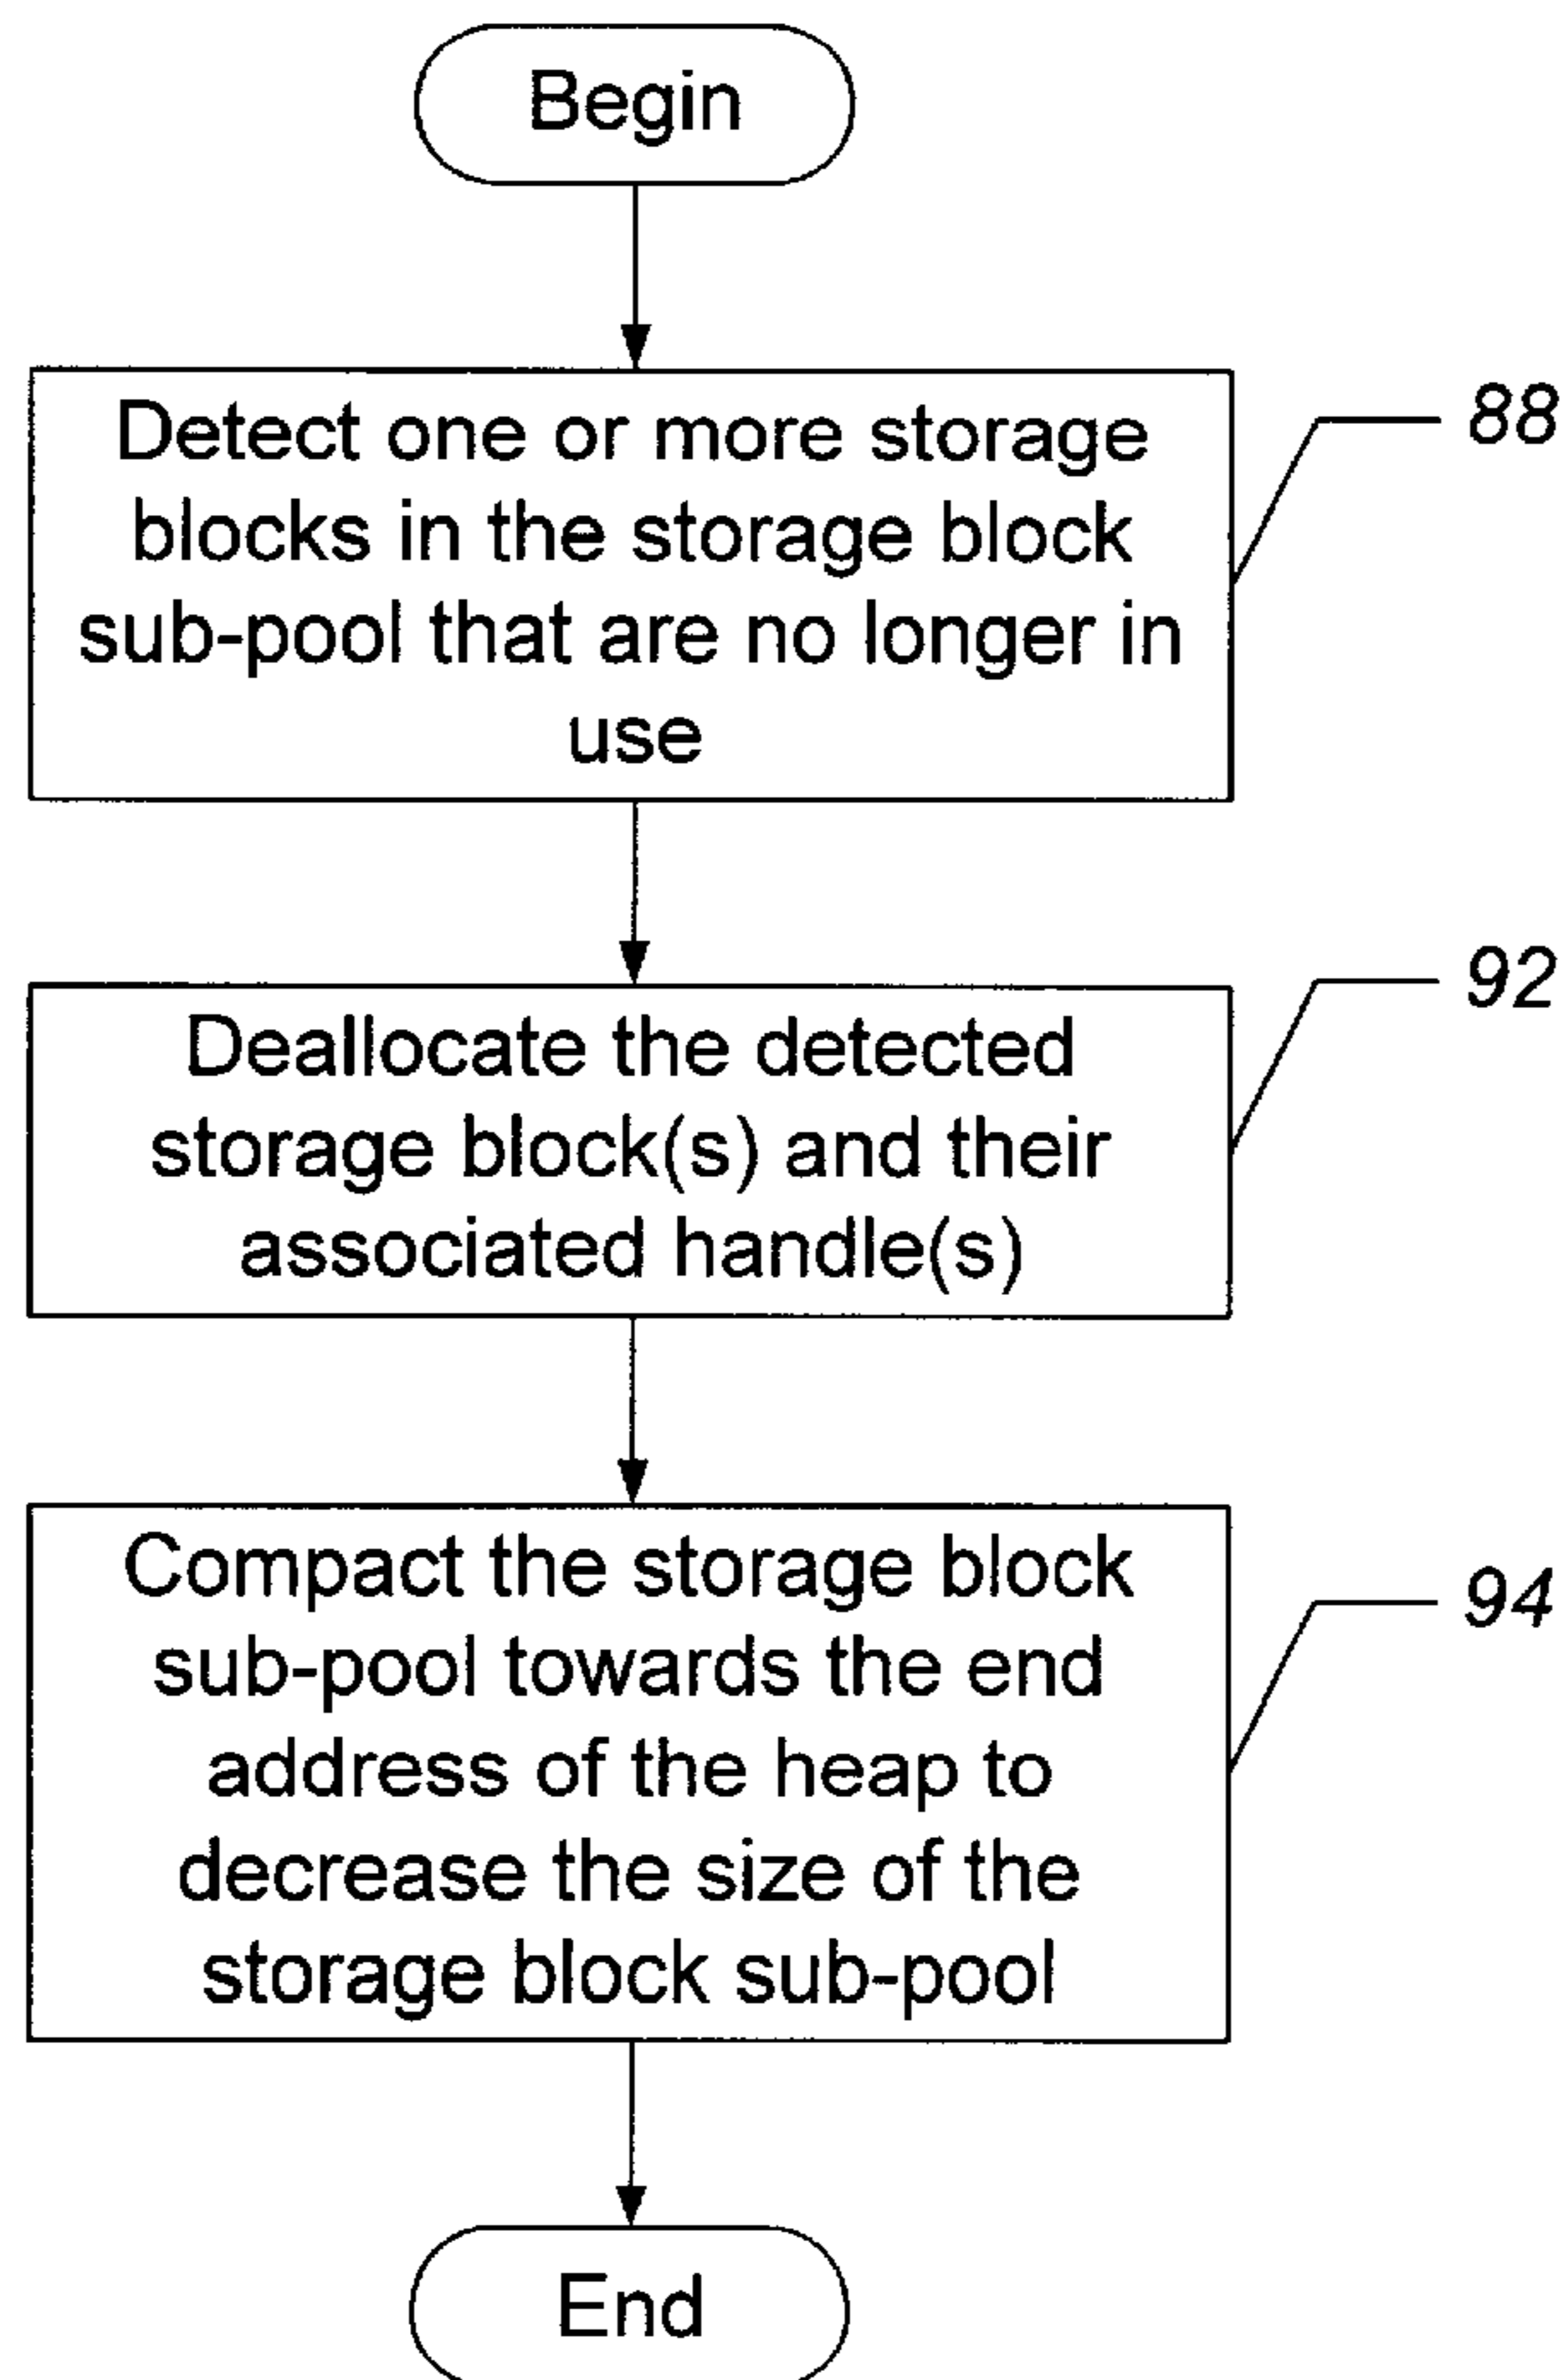 Begin
Detect one or more storage
blocks in the storage block
sub-pool that are no longer in
use
88
Deallocate the detected
storage block(s) and their
associated handle(s)
92
Compact the storage block
sub-pool towards the end
address of the heap to
decrease the size of the
storage block sub-pool
94
End